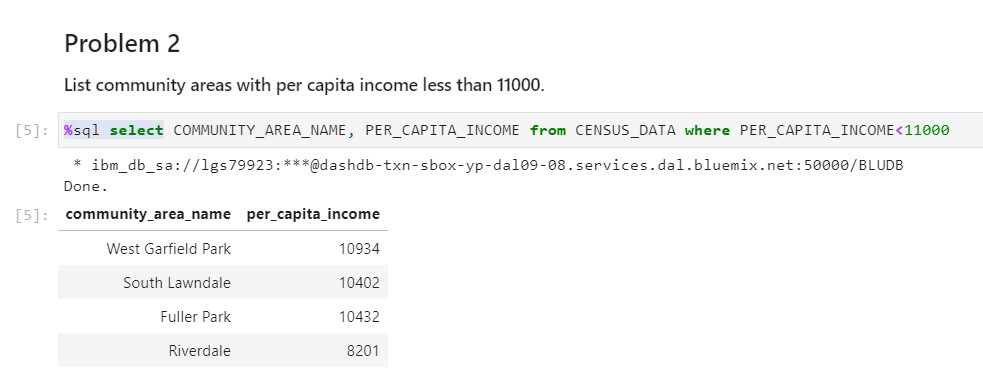 Problem 2
List community areas with per capita income less than 11000.
[5]: %sql select COMMUNITY_AREA_NAME, PER_CAPITA_INCOME from CENSUS_DATA where PER_CAPITA_INCOME<11000
* ibm_db_sa://lgs79923:***@dashdb-txn-sbox-yp-dal09-08.services.dal.bluemix.net:50000/BLUDB
Done.
[5]: community_area_name per_capita_income
West Garfield Park 10934
South Lawndale 10402
Fuller Park 10432
Riverdale 8201